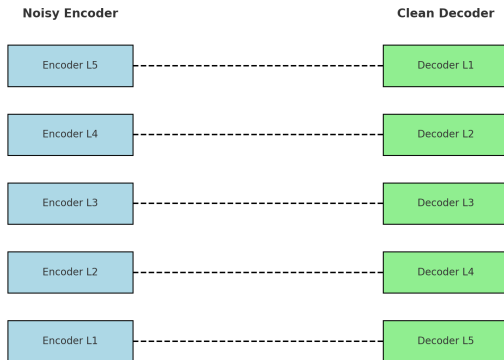 Noisy Encoder
Clean Decoder
Encoder L5
Decoder L1
Encoder L4
Decoder L2
Encoder L3
Decoder L3
Encoder L2
Decoder L4
Encoder L1
Decoder L5